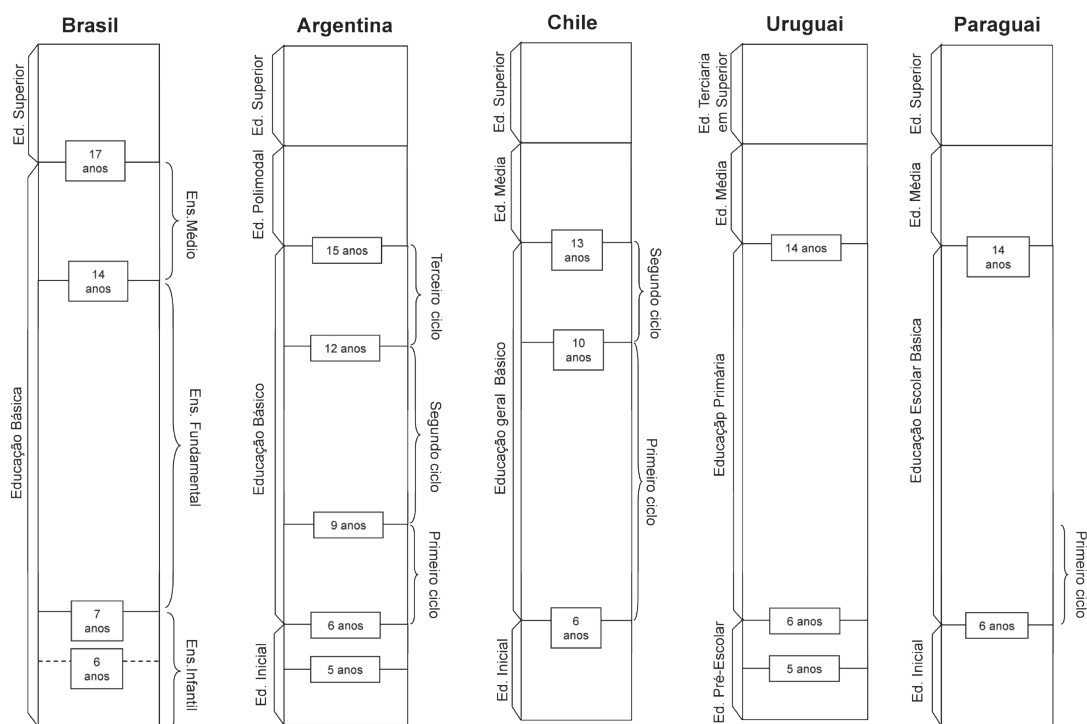 Brasil
Ed. Superior
Educação Básica
17
anos
14
anos
7
anos
6
anos
Ens.Médio
Ens. Fundamental
Ens.Infantil
Argentina
Ed. Superior
Ed. Polimodal
Educação Básico
Ed. Inicial
15 anos
12 anos
9 anos
6 anos
5 anos
Terceiro ciclo
Segundo ciclo
Primeiro ciclo
Chile
Ed. Superior
Ed. Média
Educação geral Básico
Ed. Inicial
13
anos
10
anos
6
anos
Segundo ciclo
Primeiro ciclo
Uruguai
Ed. Terciaria
em Superior
Ed. Média
Educaçãp Primária
Ed. Pré-Escolar
14 anos
6 anos
5 anos
Paraguai
Ed. Superior
Ed. Média
Educação Escolar Básica
Ed. Inicial
14
anos
6 anos
Primeiro ciclo